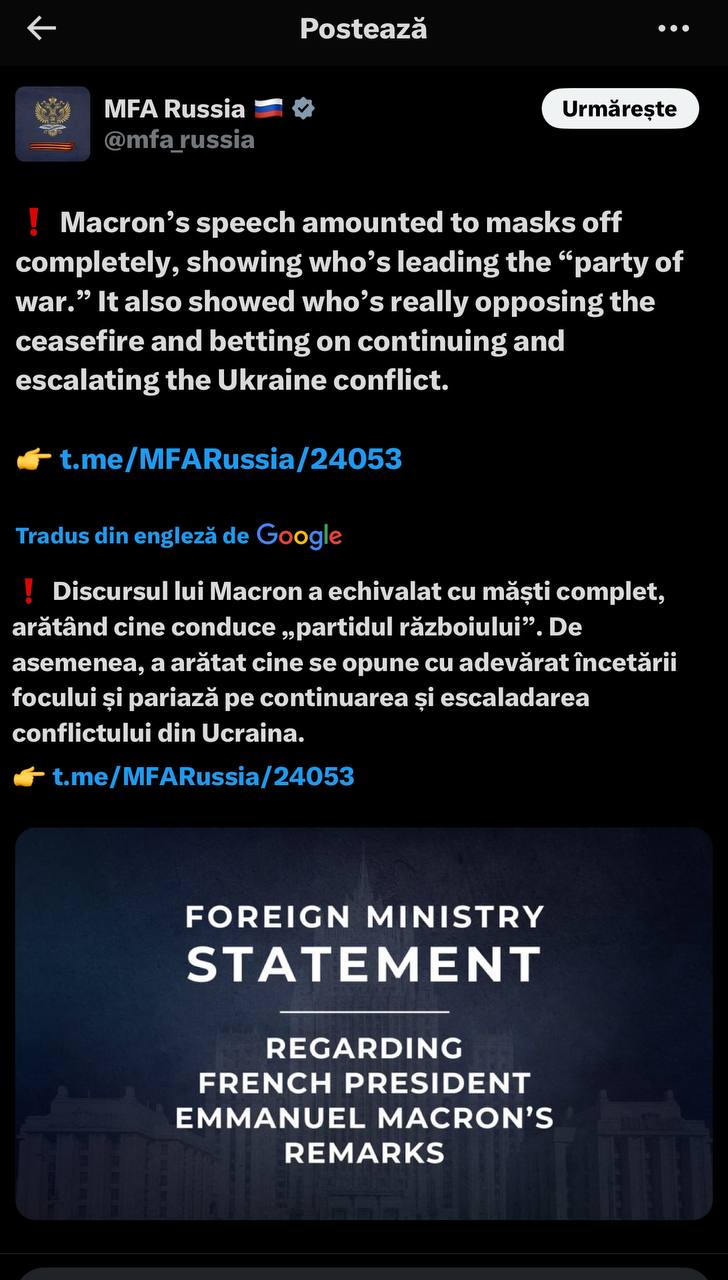 Postează
MFA Russia 🇷🇺
@mfa_russia
Urmărește
❗ Macron’s speech amounted to masks off
completely, showing who’s leading the “party of
war.” It also showed who’s really opposing the
ceasefire and betting on continuing and
escalating the Ukraine conflict.
👉 t.me/MFARussia/24053
Tradus din engleză de Google
❗ Discursul lui Macron a echivalat cu măști complet,
arătând cine conduce „partidul războiului”. De
asemenea, a arătat cine se opune cu adevărat încetării
focului și pariază pe continuarea și escaladarea
conflictului din Ucraina.
👉 t.me/MFARussia/24053
FOREIGN MINISTRY
STATEMENT
REGARDING
FRENCH PRESIDENT
EMMANUEL MACRON’S
REMARKS